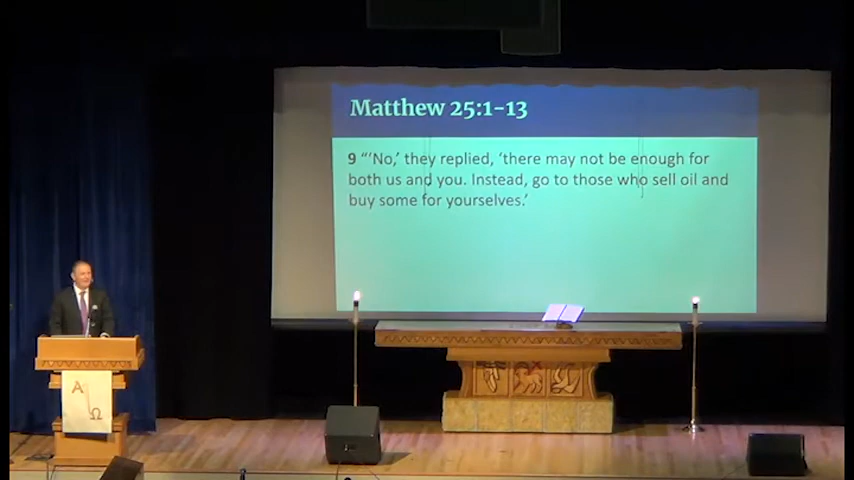 Matthew 25:1-13
9 “‘No,’ they replied, ‘there may not be enough for
both us and you. Instead, go to those who sell oil and
buy some for yourselves.’
Α
Ω